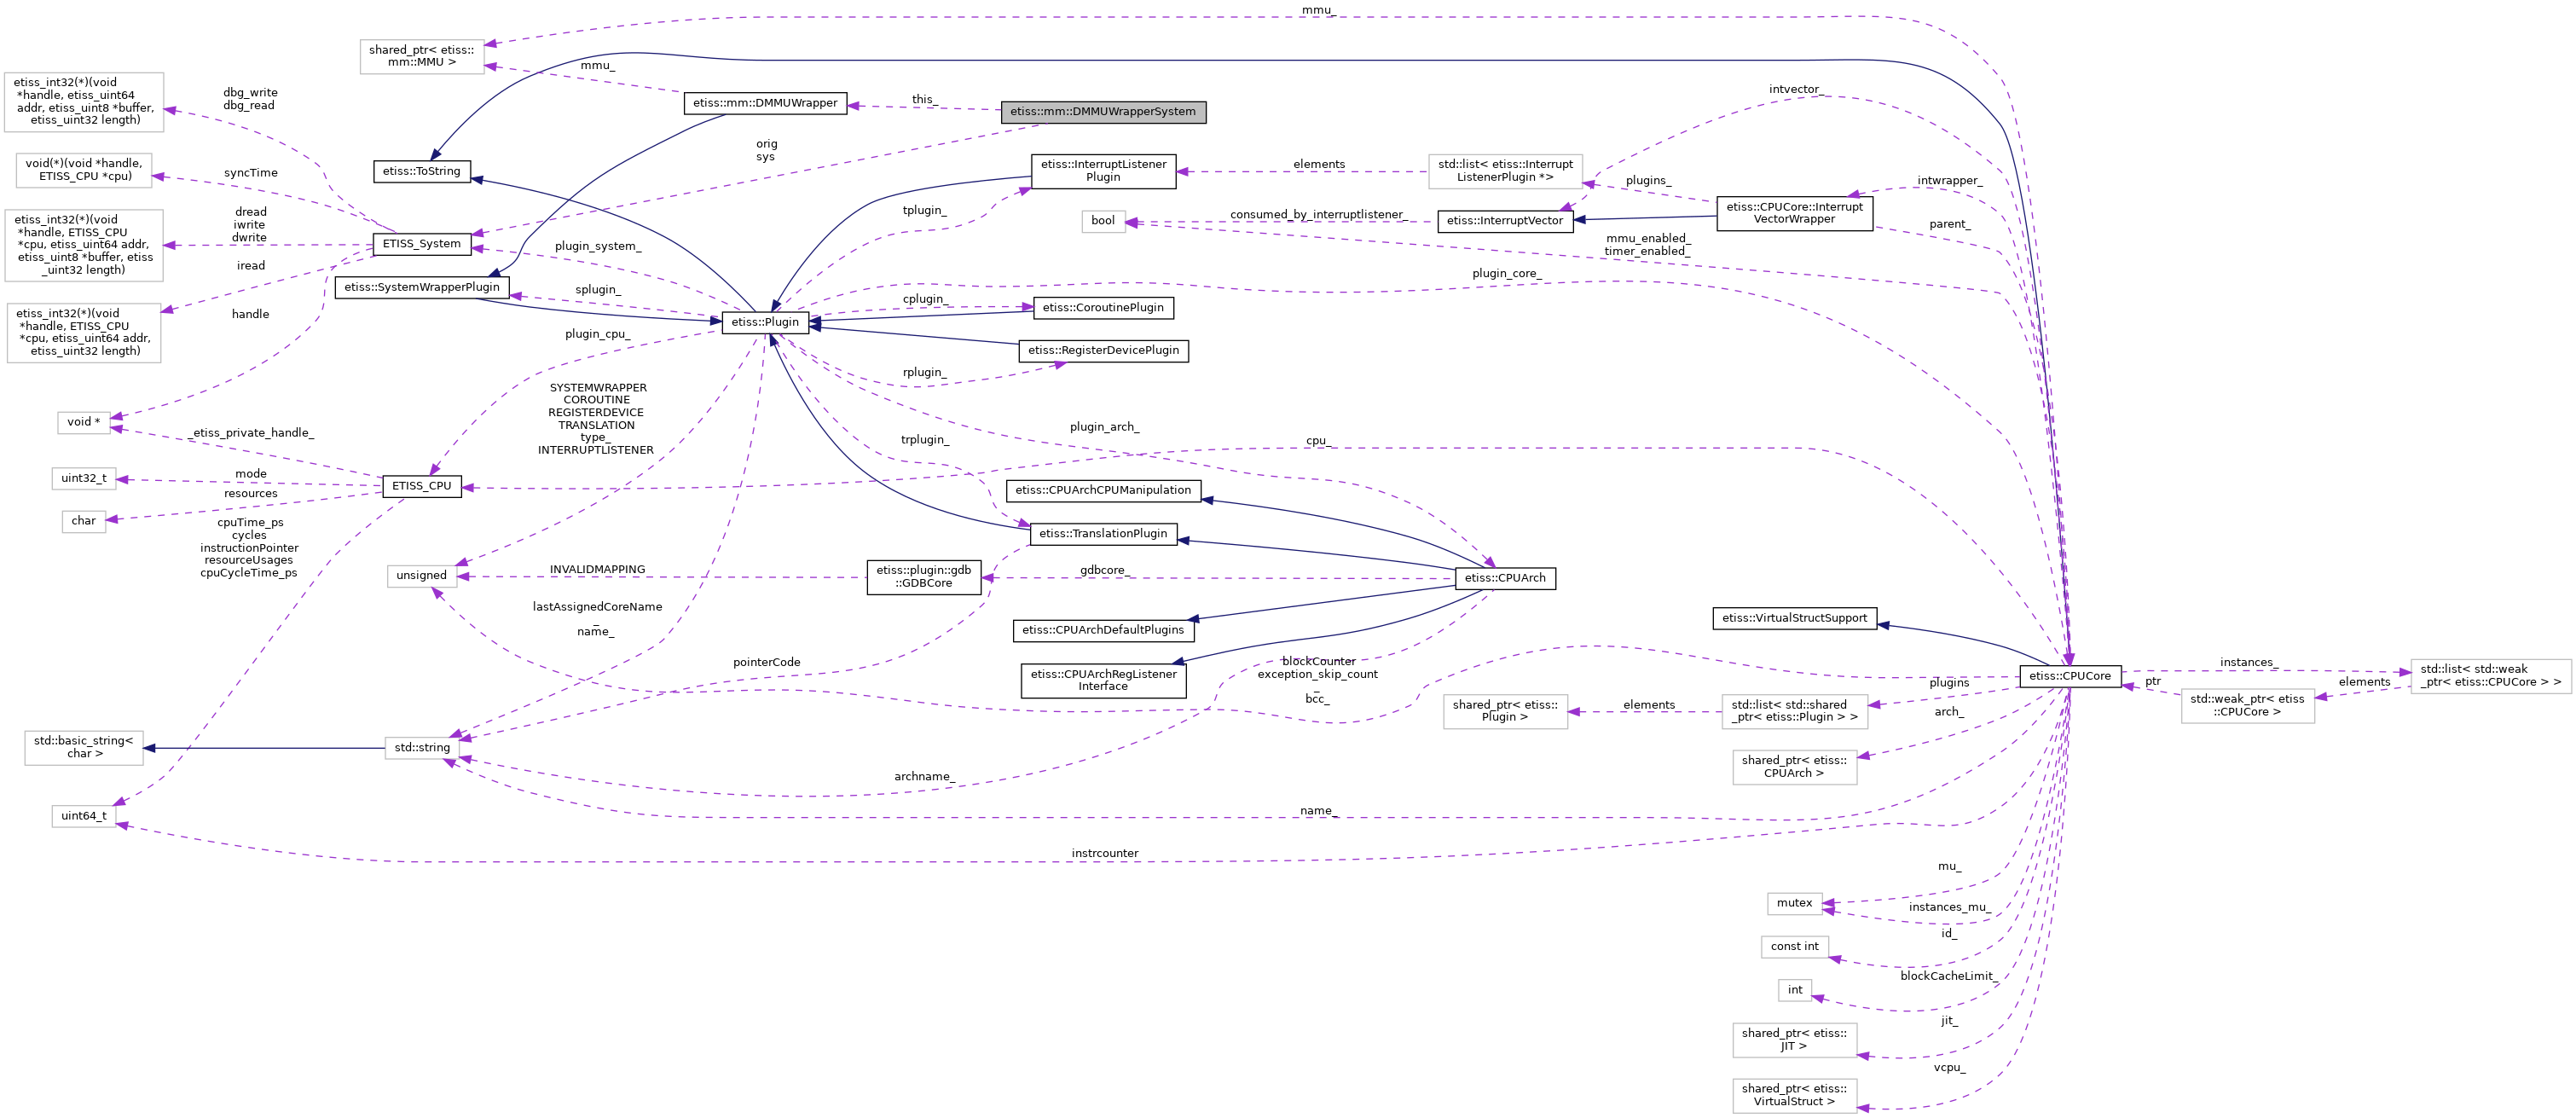 mmu_
shared_ptr< etiss::
mm::MMU >
mmu_
etiss_int32(*)(void
*handle, etiss_uint64
addr, etiss_uint8 *buffer,
etiss_uint32 length)
dbg_write
dbg_read
etiss::mm::DMMUWrapper
this_
etiss::mm::DMMUWrapperSystem
intvector_
orig
sys
void(*)(void *handle,
ETISS_CPU *cpu)
syncTime
etiss::ToString
etiss::InterruptListener
Plugin
elements
std::list< etiss::Interrupt
ListenerPlugin *>
plugins_
intwrapper_
etiss::CPUCore::Interrupt
VectorWrapper
parent_
etiss_int32(*)(void
*handle, ETISS_CPU
*cpu, etiss_uint64 addr,
etiss_uint8 *buffer, etiss
_uint32 length)
dread
iwrite
dwrite
ETISS_System
plugin_system_
tplugin_
bool
consumed_by_interruptlistener_
etiss::InterruptVector
mmu_enabled_
timer_enabled_
iread
etiss::SystemWrapperPlugin
splugin_
plugin_core_
etiss_int32(*)(void
*handle, ETISS_CPU
*cpu, etiss_uint64 addr,
etiss_uint32 length)
handle
etiss::Plugin
cplugin_
etiss::CoroutinePlugin
plugin_cpu_
etiss::RegisterDevicePlugin
rplugin_
SYSTEMWRAPPER
COROUTINE
REGISTERDEVICE
TRANSLATION
type_
INTERRUPTLISTENER
void *
_etiss_private_handle_
trplugin_
plugin_arch_
cpu_
uint32_t
mode
ETISS_CPU
resources
char
etiss::CPUArchCPUManipulation
cpuTime_ps
cycles
instructionPointer
resourceUsages
cpuCycleTime_ps
etiss::TranslationPlugin
unsigned
INVALIDMAPPING
etiss::plugin::gdb
::GDBCore
gdbcore_
etiss::CPUArch
lastAssignedCoreName
_
name_
etiss::CPUArchDefaultPlugins
etiss::VirtualStructSupport
pointerCode
etiss::CPUArchRegListener
Interface
blockCounter
exception_skip_count
_
bcc_
etiss::CPUCore
instances_
std::list< std::weak
_ptr< etiss::CPUCore > >
ptr
elements
std::weak_ptr< etiss
::CPUCore >
plugins
shared_ptr< etiss::
Plugin >
elements
std::list< std::shared
_ptr< etiss::Plugin > >
arch_
std::basic_string<
char >
std::string
archname_
shared_ptr< etiss::
CPUArch >
uint64_t
name_
instrcounter
mu_
mutex
instances_mu_
id_
const int
blockCacheLimit_
int
jit_
shared_ptr< etiss::
JIT >
vcpu_
shared_ptr< etiss::
VirtualStruct >